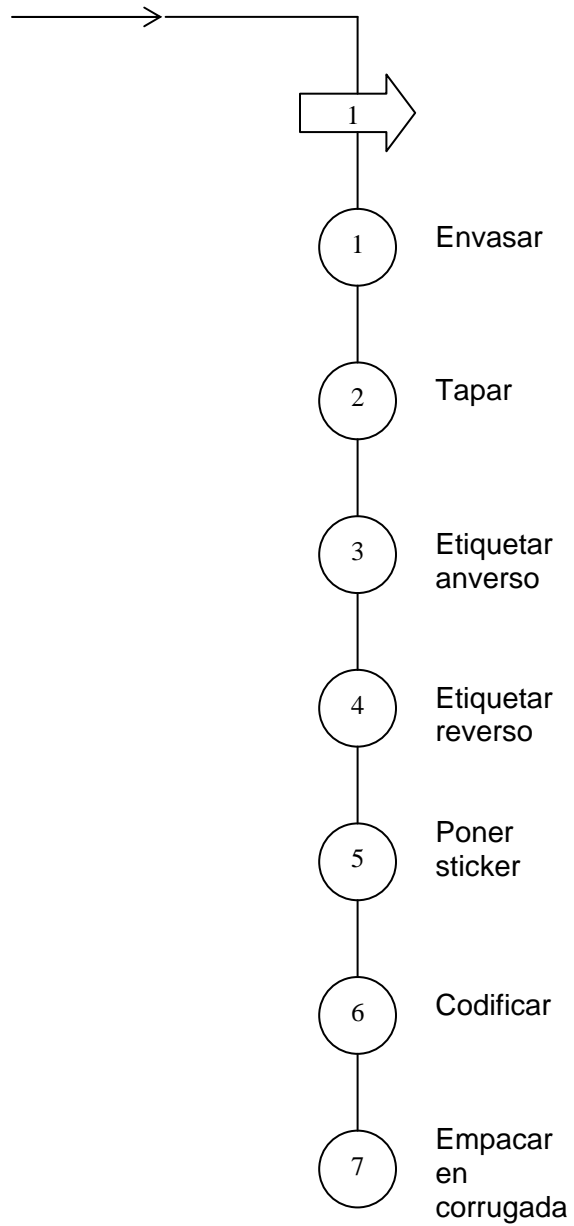 1
1 Envasar
2 Tapar
3 Etiquetar
anverso
4 Etiquetar
reverso
5 Poner
sticker
6 Codificar
7 Empacar
en
corrugada